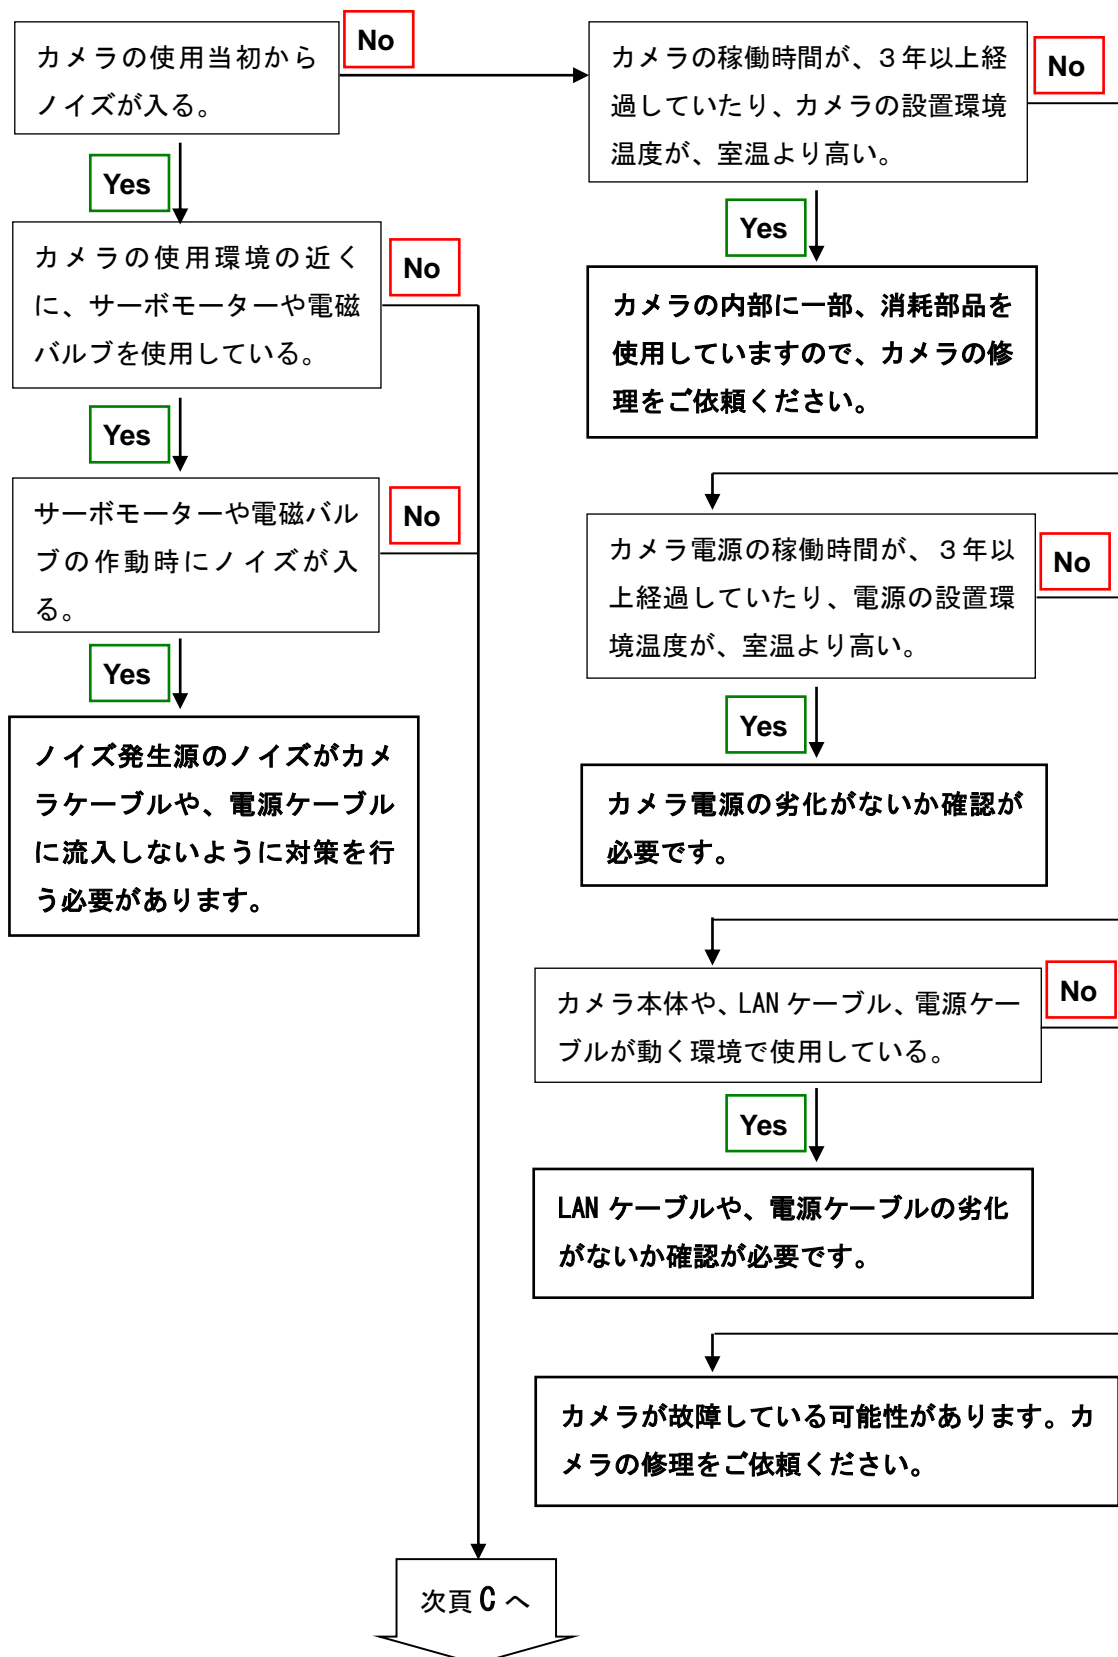 カメラの使用当初から
ノイズが入る。
No
Yes
カメラの使用環境の近く
に、サーボモーターや電磁
バルブを使用している。
No
Yes
サーボモーターや電磁バル
ブの作動時にノイズが入
る。
No
Yes
ノイズ発生源のノイズがカメ
ラケーブルや、電源ケーブル
に流入しないように対策を行
う必要があります。
カメラの稼働時間が、３年以上経
過していたり、カメラの設置環境
温度が、室温より高い。
No
Yes
カメラの内部に一部、消耗部品を
使用していますので、カメラの修
理をご依頼ください。
カメラ電源の稼働時間が、３年以
上経過していたり、電源の設置環
境温度が、室温より高い。
No
Yes
カメラ電源の劣化がないか確認が
必要です。
カメラ本体や、LAN ケーブル、電源ケー
ブルが動く環境で使用している。
No
Yes
LAN ケーブルや、電源ケーブルの劣化
がないか確認が必要です。
カメラが故障している可能性があります。カ
メラの修理をご依頼ください。
次頁 C へ